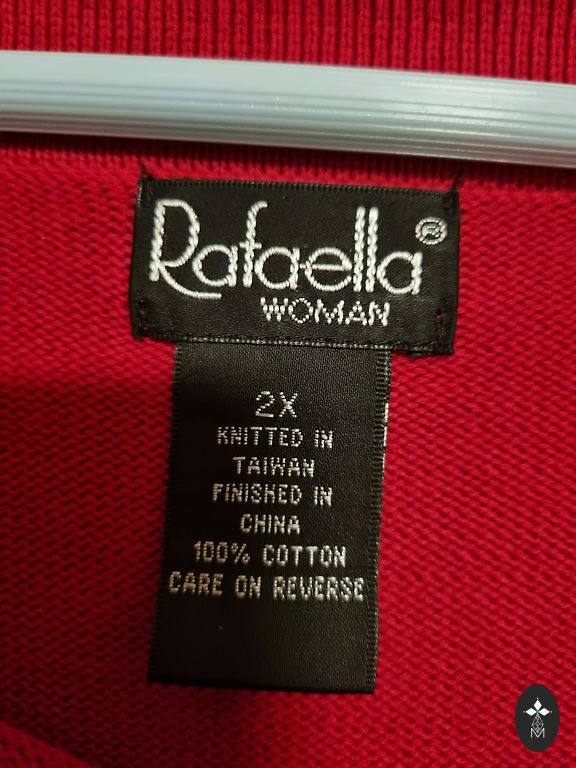 Rafaella®
WOMAN
2X
KNITTED IN
TAIWAN
FINISHED IN
CHINA
100% COTTON
CARE ON REVERSE
M